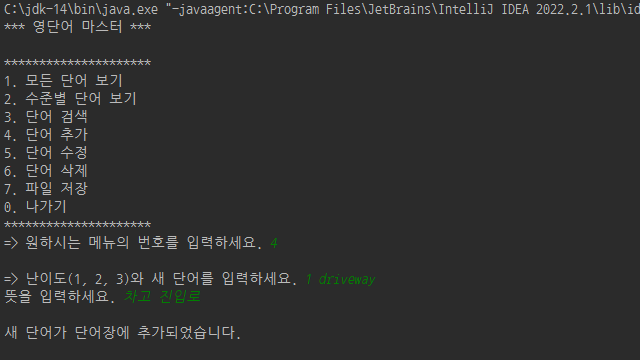 C:\jdk-14\bin\java.exe "-javaagent:C:\Program Files\JetBrains\IntelliJ IDEA 2022.2.1\lib\id
*** 영단어 마스터 ***
*********************
1. 모든 단어 보기
2. 수준별 단어 보기
3. 단어 검색
4. 단어 추가
5. 단어 수정
6. 단어 삭제
7. 파일 저장
0. 나가기
*********************
=> 원하시는 메뉴의 번호를 입력하세요. 4
=> 난이도(1, 2, 3)와 새 단어를 입력하세요. 1 driveway
뜻을 입력하세요. 차고 진입로
새 단어가 단어장에 추가되었습니다.